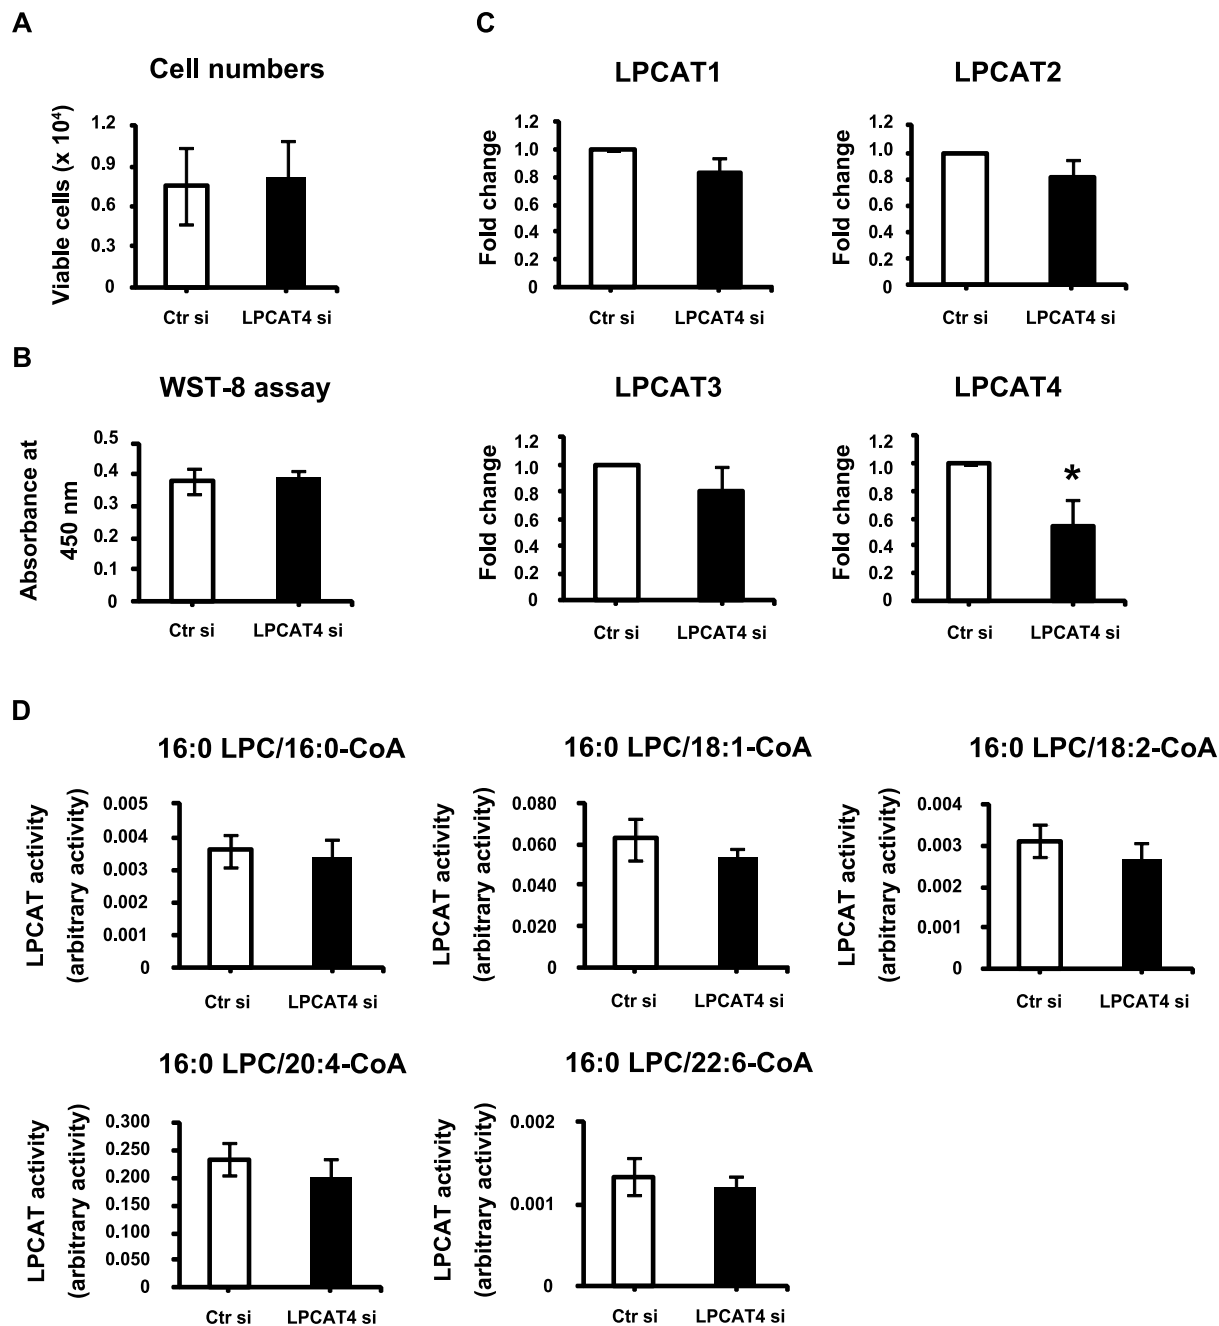 A
Cell numbers
Viable cells (x 10⁴)
1.2
0.9
0.6
0.3
0
Ctr si LPCAT4 si
B
WST-8 assay
Absorbance at
450 nm
0.5
0.4
0.3
0.2
0.1
0
Ctr si LPCAT4 si
C
LPCAT1
Fold change
1.2
1.0
0.8
0.6
0.4
0.2
0
Ctr si LPCAT4 si
LPCAT2
Fold change
1.2
1.0
0.8
0.6
0.4
0.2
0
Ctr si LPCAT4 si
LPCAT3
Fold change
1.2
1.0
0.8
0.6
0.4
0.2
0
Ctr si LPCAT4 si
LPCAT4
Fold change
1.2
1.0
0.8
0.6
0.4
0.2
0
*
Ctr si LPCAT4 si
D
16:0 LPC/16:0-CoA
LPCAT activity
(arbitrary activity)
0.005
0.004
0.003
0.002
0.001
0
Ctr si LPCAT4 si
16:0 LPC/18:1-CoA
LPCAT activity
(arbitrary activity)
0.080
0.060
0.040
0.020
0
Ctr si LPCAT4 si
16:0 LPC/18:2-CoA
LPCAT activity
(arbitrary activity)
0.004
0.003
0.002
0.001
0
Ctr si LPCAT4 si
16:0 LPC/20:4-CoA
LPCAT activity
(arbitrary activity)
0.300
0.250
0.200
0.150
0.100
0.050
0
Ctr si LPCAT4 si
16:0 LPC/22:6-CoA
LPCAT activity
(arbitrary activity)
0.002
0.001
0
Ctr si LPCAT4 si